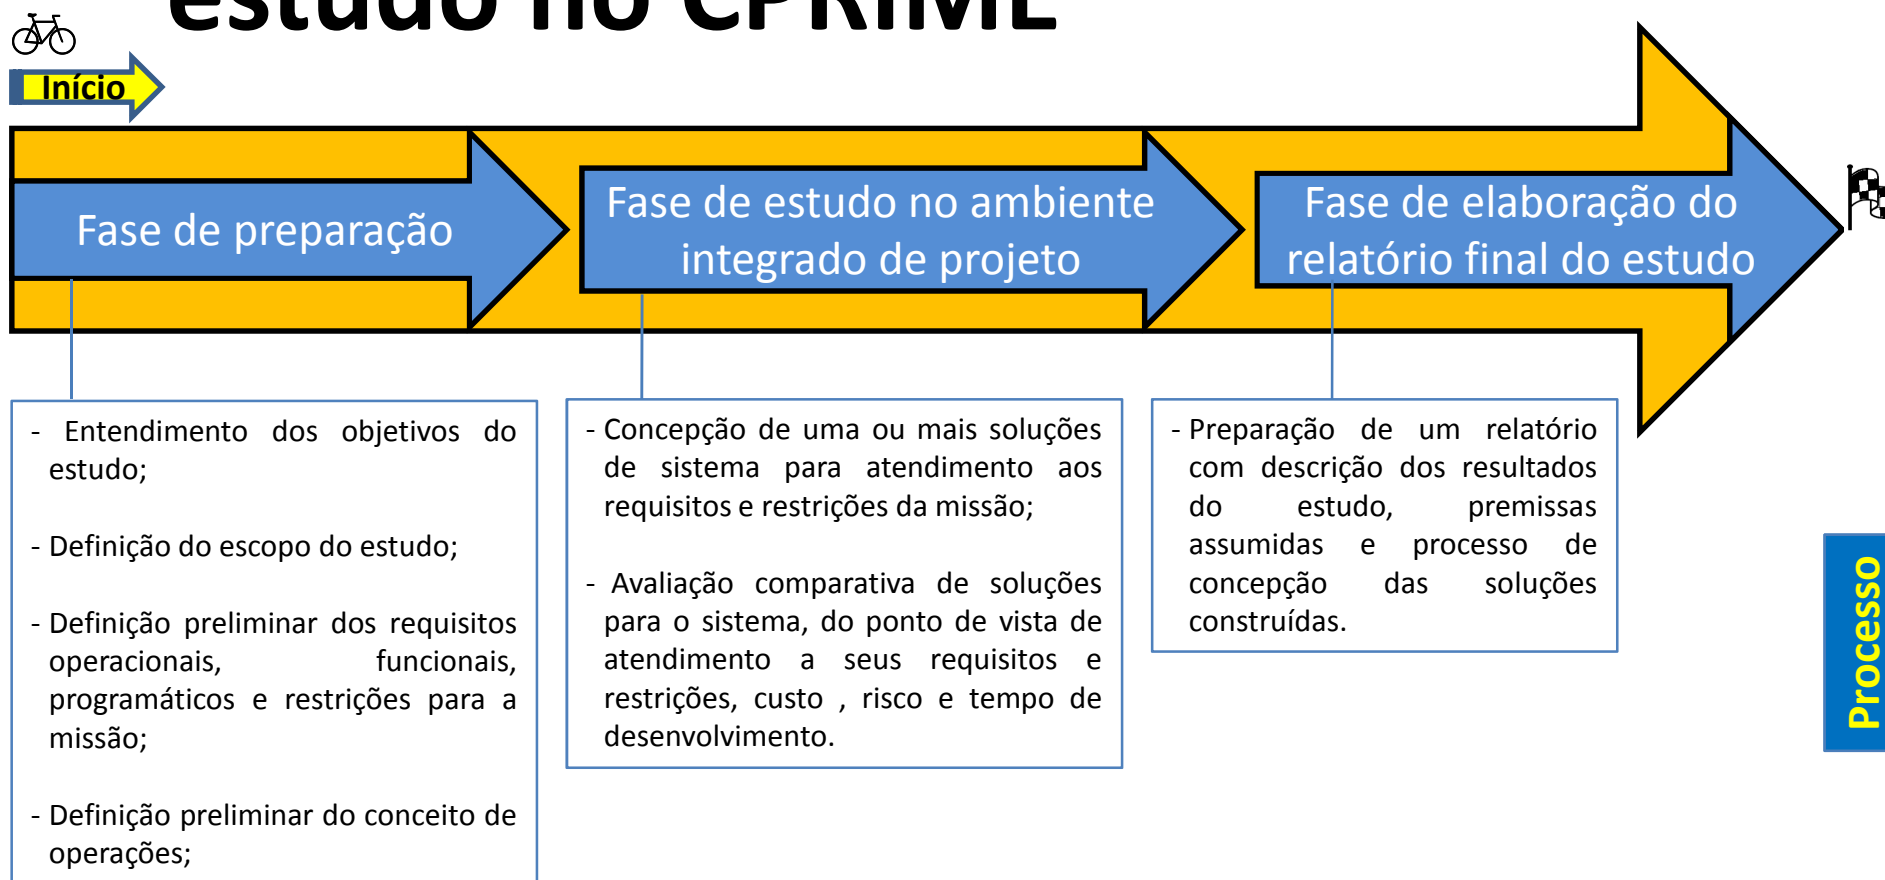 estudo no CPRIME
Início
Fase de preparação
Fase de estudo no ambiente
integrado de projeto
Fase de elaboração do
relatório final do estudo
- Entendimento dos objetivos do
estudo;
- Definição do escopo do estudo;
- Definição preliminar dos requisitos
operacionais, funcionais,
programáticos e restrições para a
missão;
- Definição preliminar do conceito de
operações;
- Concepção de uma ou mais soluções
de sistema para atendimento aos
requisitos e restrições da missão;
- Avaliação comparativa de soluções
para o sistema, do ponto de vista de
atendimento a seus requisitos e
restrições, custo , risco e tempo de
desenvolvimento.
- Preparação de um relatório
com descrição dos resultados
do estudo, premissas
assumidas e processo de
concepção das soluções
construídas.
Processo